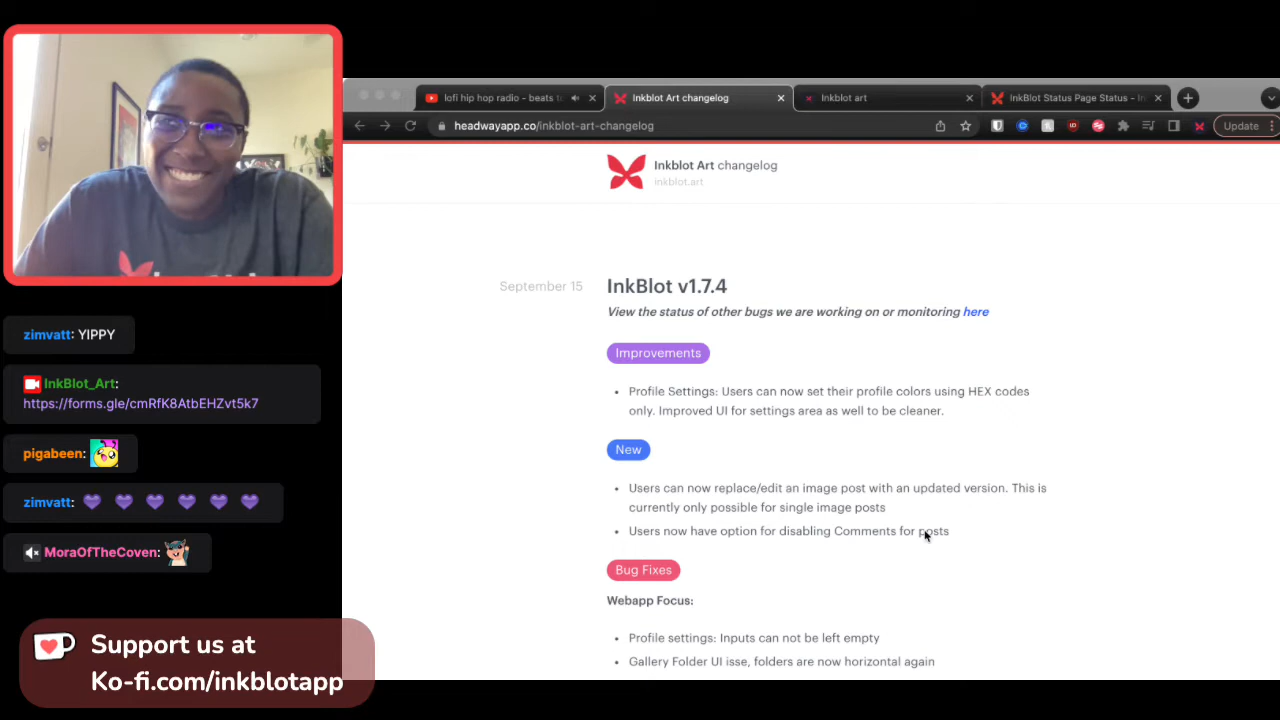 zimvatt: YIPPY
InkBlot_Art:
https://forms.gle/cmRfK8AtbEHZvt5k7
pigabeen:
zimvatt: 💜 💜 💜 💜 💜 💜
MoraOfTheCoven:
Support us at
Ko-fi.com/inkblotapp
lofi hip hop radio - beats to
Inkblot Art changelog
Inkblot art
InkBlot Status Page Status - In
headwayapp.co/inkblot-art-changelog
Update
Inkblot Art changelog
inkblot.art
September 15
InkBlot v1.7.4
View the status of other bugs we are working on or monitoring here
Improvements
• Profile Settings: Users can now set their profile colors using HEX codes
only. Improved UI for settings area as well to be cleaner.
New
• Users can now replace/edit an image post with an updated version. This is
currently only possible for single image posts
• Users now have option for disabling Comments for posts
Bug Fixes
Webapp Focus:
• Profile settings: Inputs can not be left empty
• Gallery Folder UI isse, folders are now horizontal again